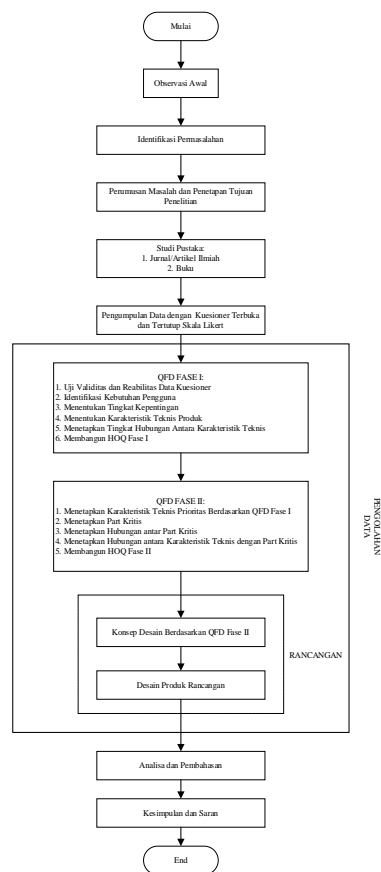 Mulai
Observasi Awal
Identifikasi Permasalahan
Perumusan Masalah dan Penetapan Tujuan
Penelitian
Studi Pustaka:
1. Jurnal/Artikel Ilmiah
2. Buku
Pengumpulan Data dengan Kuesioner Terbuka
dan Tertutup Skala Likert
QFD FASE I:
1. Uji Validitas dan Reabilitas Data Kuesioner
2. Identifikasi Kebutuhan Pengguna
3. Menentukan Tingkat Kepentingan
4. Menentukan Karakteristik Teknis Produk
5. Menetapkan Tingkat Hubungan Antara Karakteristik Teknis
6. Membangun HOQ Fase I
QFD FASE II:
1. Menetapkan Karakteristik Teknis Prioritas Berdasarkan QFD Fase I
2. Menetapkan Part Kritis
3. Menetapkan Hubungan antar Part Kritis
4. Menetapkan Hubungan antara Karakteristik Teknis dengan Part Kritis
5. Membangun HOQ Fase II
PENGOLAHAN
DATA
Konsep Desain Berdasarkan QFD Fase II
RANCANGAN
Desain Produk Rancangan
Analisa dan Pembahasan
Kesimpulan dan Saran
End